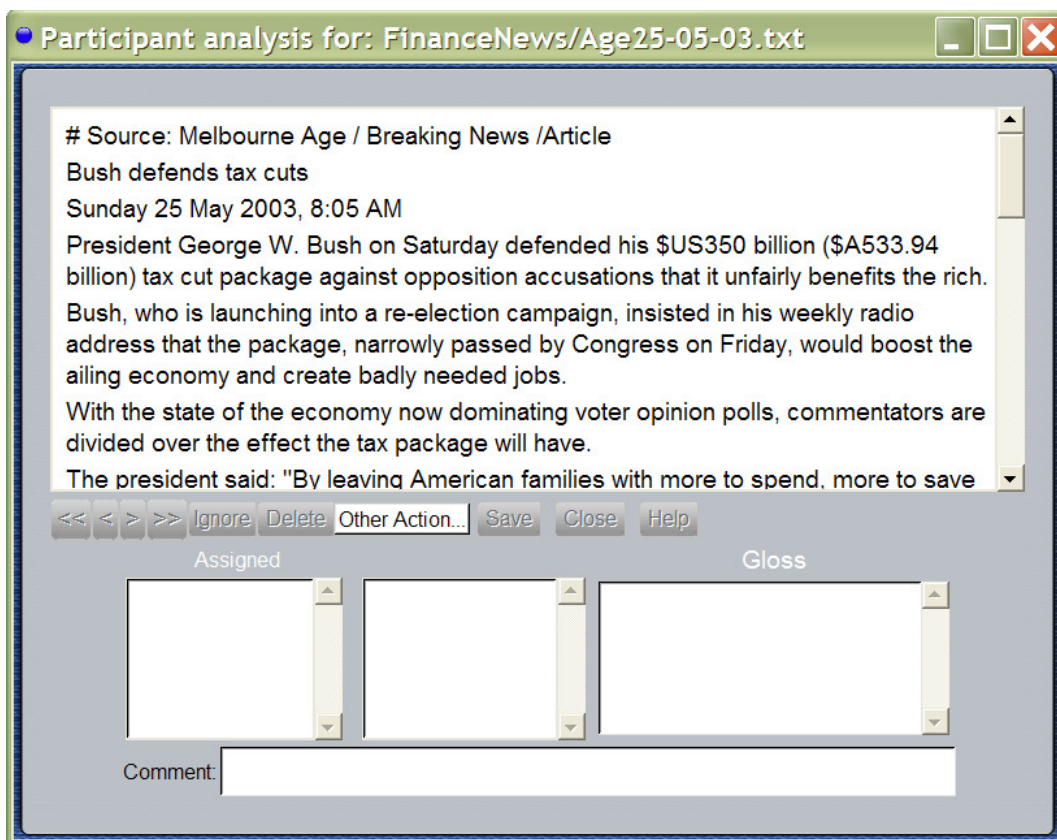 Participant analysis for: FinanceNews/Age25-05-03.txt
# Source: Melbourne Age / Breaking News /Article
Bush defends tax cuts
Sunday 25 May 2003, 8:05 AM
President George W. Bush on Saturday defended his $US350 billion ($A533.94
billion) tax cut package against opposition accusations that it unfairly benefits the rich.
Bush, who is launching into a re-election campaign, insisted in his weekly radio
address that the package, narrowly passed by Congress on Friday, would boost the
ailing economy and create badly needed jobs.
With the state of the economy now dominating voter opinion polls, commentators are
divided over the effect the tax package will have.
The president said: "By leaving American families with more to spend, more to save
<< < > >> Ignore Delete Other Action... Save Close Help
Assigned Gloss
Comment: